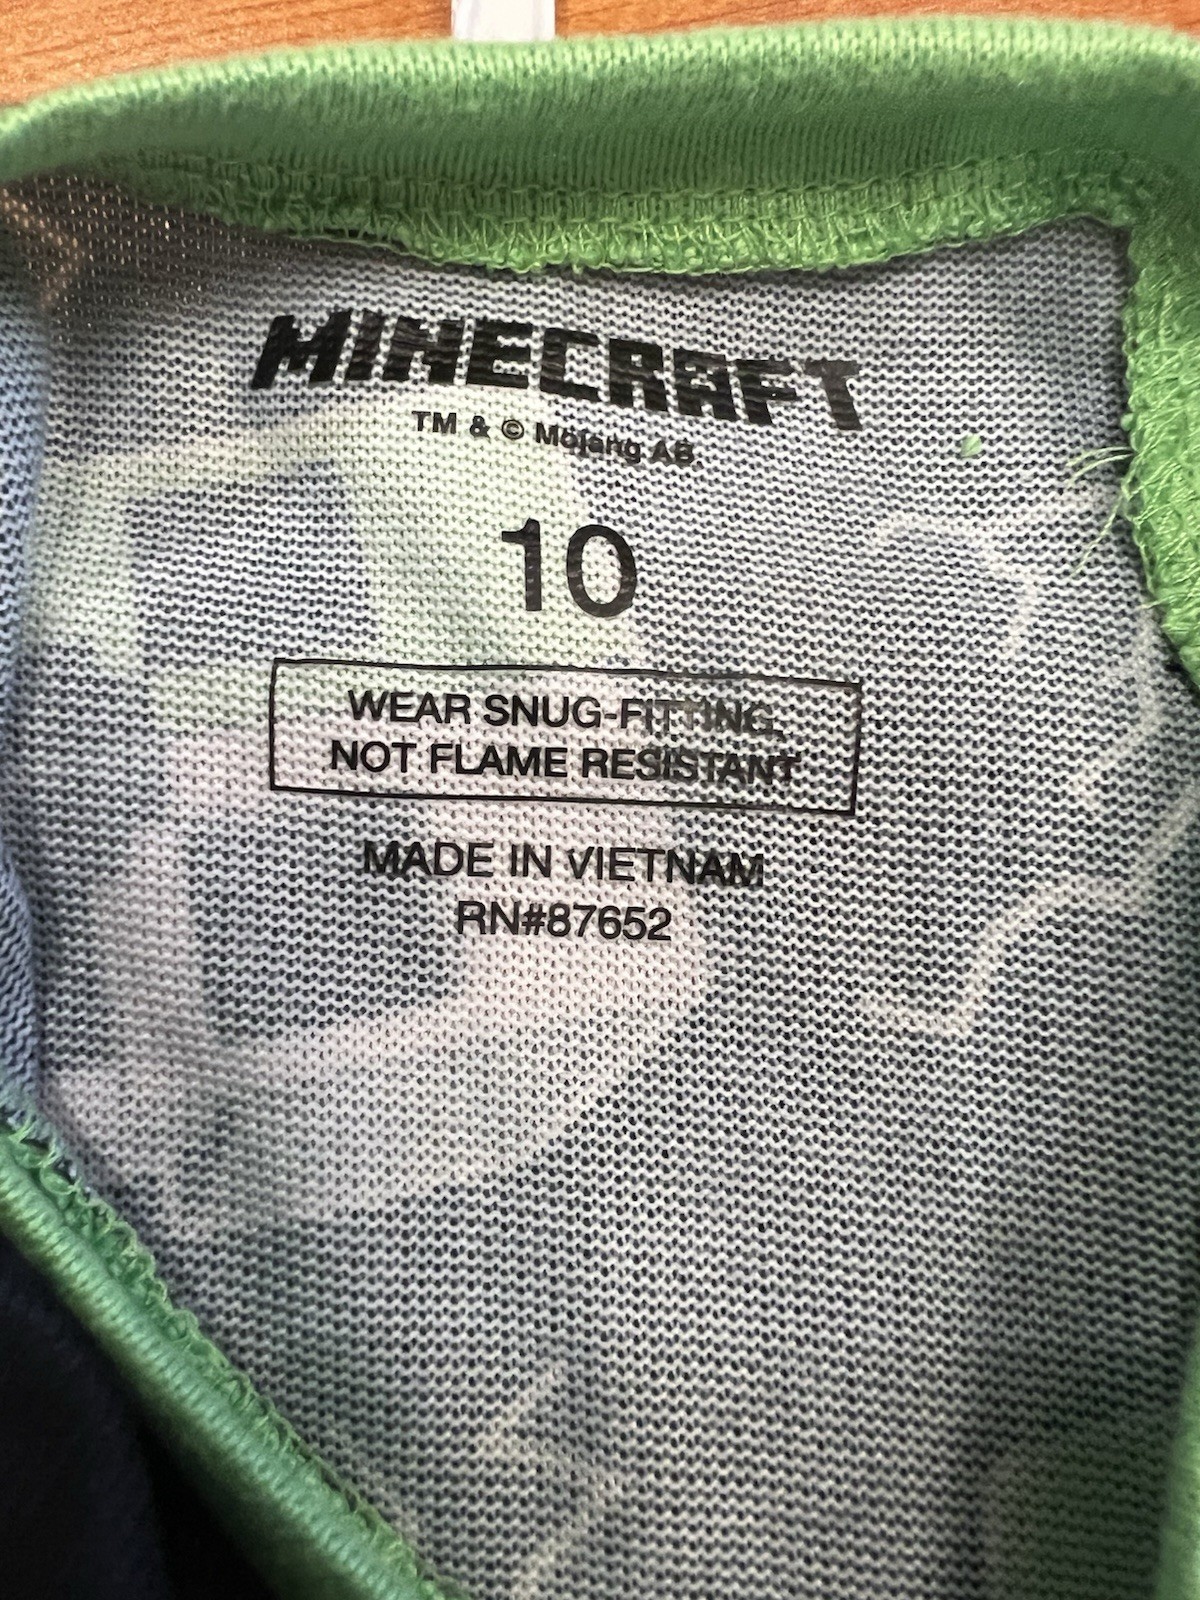 MINECRAFT
TM & © Mojang AB.
10
WEAR SNUG-FITTING,
NOT FLAME RESISTANT
MADE IN VIETNAM
RN#87652